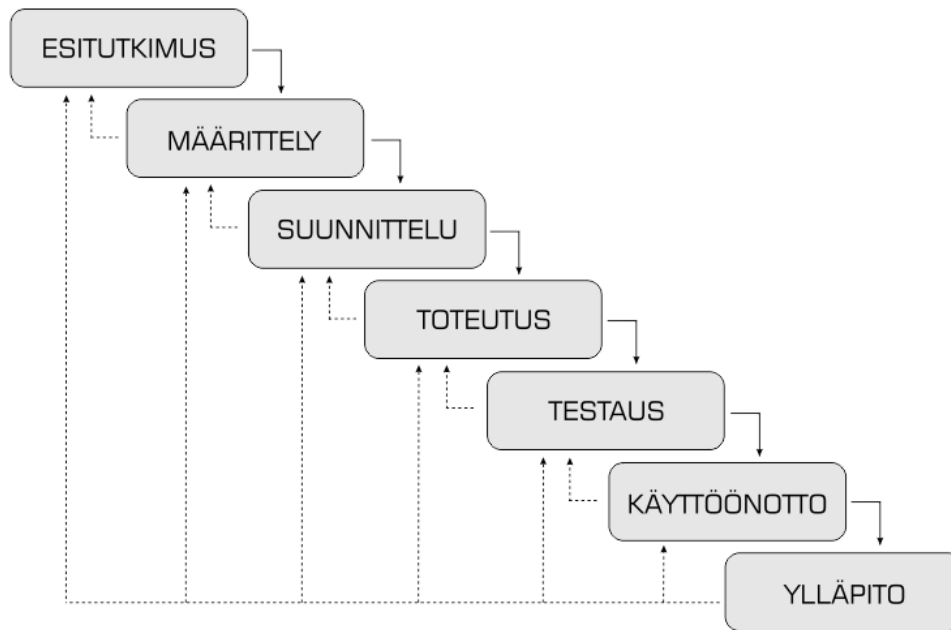 ESITUTKIMUS
MÄÄRITTELY
SUUNNITTELU
TOTEUTUS
TESTAUS
KÄYTTÖÖNOTTO
YLLÄPITO